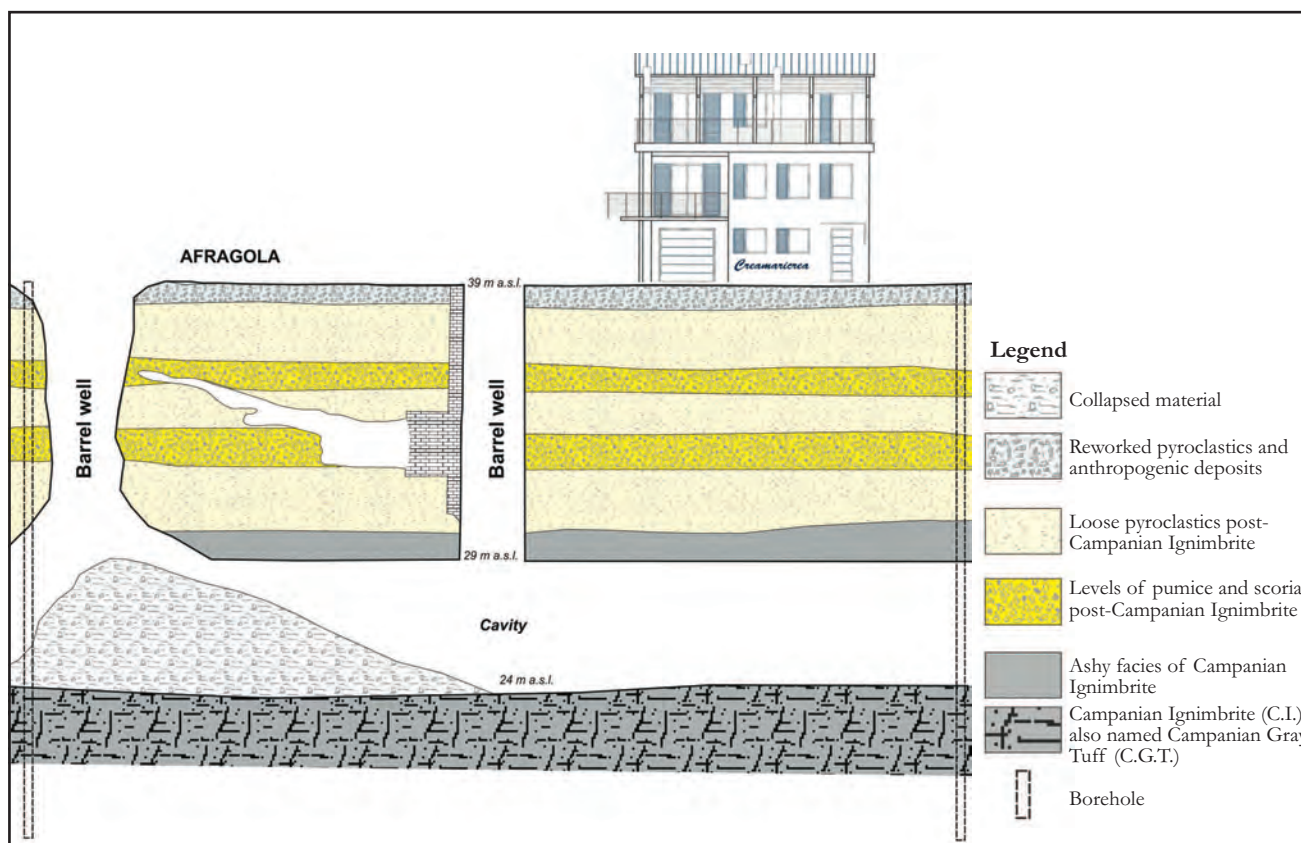 AFRAGOLA
Creamaricrea
39 m a.s.l.
Barrel well
Barrel well
29 m a.s.l.
Cavity
24 m a.s.l.
Legend
Collapsed material
Reworked pyroclastics and
anthropogenic deposits
Loose pyroclastics post-
Campanian Ignimbrite
Levels of pumice and scoria
post-Campanian Ignimbrite
Ashy facies of Campanian
Ignimbrite
Campanian Ignimbrite (C.I.)
also named Campanian Gray
Tuff (C.G.T.)
Borehole